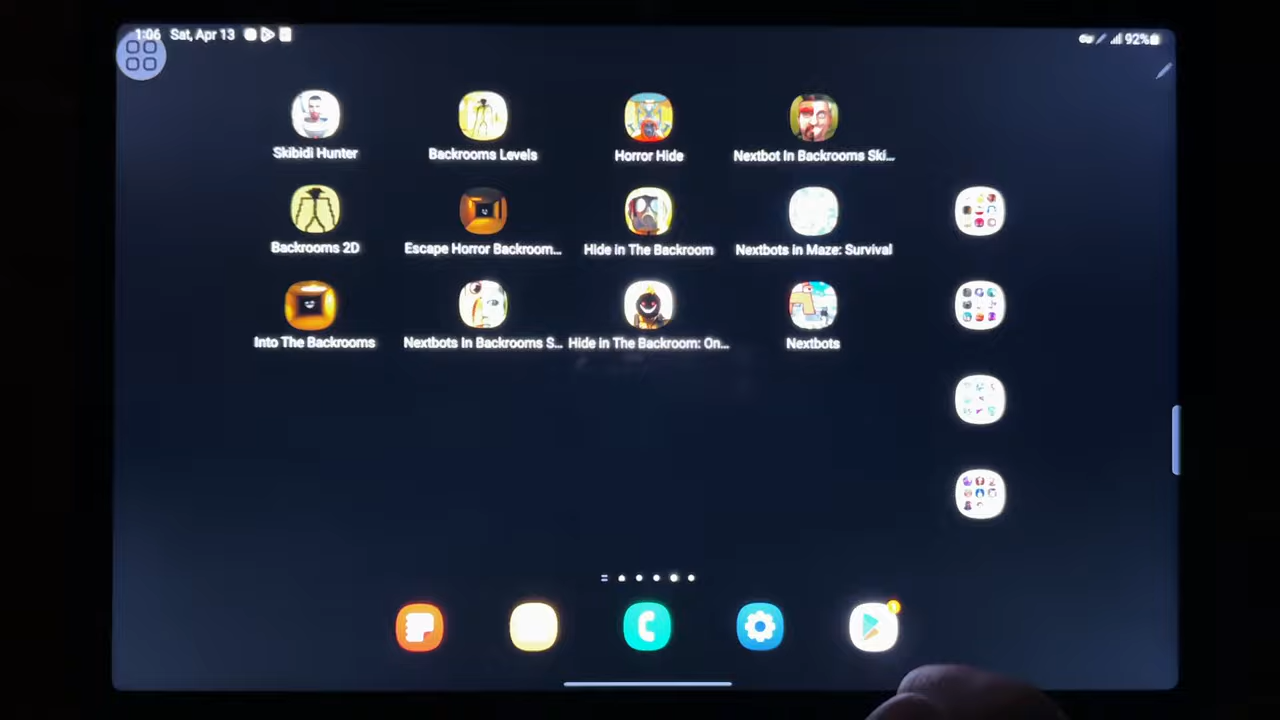 1:06 Sat, Apr 13
92%
Skibidi Hunter
Backrooms Levels
Horror Hide
Nextbot In Backrooms Ski...
Backrooms 2D
Escape Horror Backroom...
Hide in The Backroom
Nextbots in Maze: Survival
Into The Backrooms
Nextbots In Backrooms S...
Hide in The Backroom: On...
Nextbots